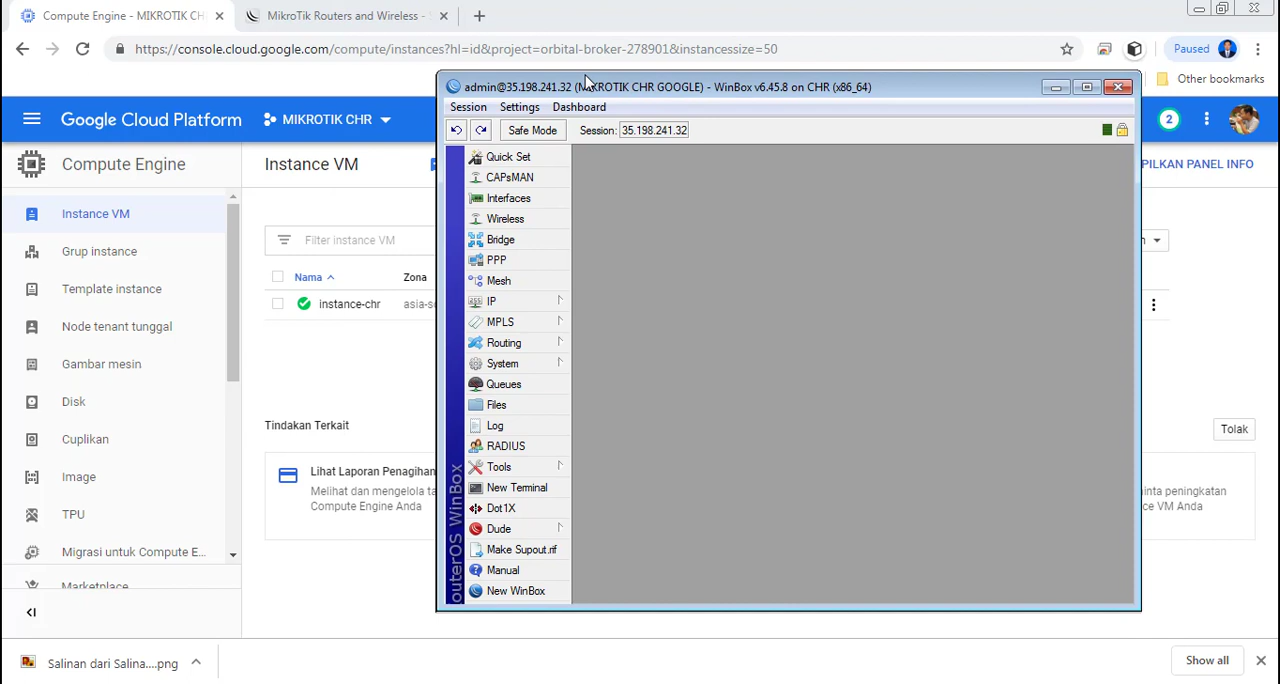 Compute Engine - MIKROTIK CH
MikroTik Routers and Wireless -
https://console.cloud.google.com/compute/instances?hl=id&project=orbital-broker-278901&instancessize=50
Paused
Other bookmarks
Google Cloud Platform
MIKROTIK CHR
2
Compute Engine
Instance VM
PILKAN PANEL INFO
Instance VM
Grup instance
Template instance
Node tenant tunggal
Gambar mesin
Disk
Cuplikan
Image
TPU
Migrasi untuk Compute E...
Marketplace
Filter instance VM
Nama
Zona
instance-chr
asia-s
Tindakan Terkait
Tolak
Lihat Laporan Penagihan
Melihat dan mengelola ta
Compute Engine Anda
inta peningkatan
ce VM Anda
admin@35.198.241.32 (MIKROTIK CHR GOOGLE) - WinBox v6.45.8 on CHR (x86_64)
Session Settings Dashboard
Safe Mode Session: 35.198.241.32
Quick Set
CAPsMAN
Interfaces
Wireless
Bridge
PPP
Mesh
IP
MPLS
Routing
System
Queues
Files
Log
RADIUS
Tools
New Terminal
Dot1X
Dude
Make Supout.rif
Manual
New WinBox
outerOS WinBox
Salinan dari Salina....png
Show all